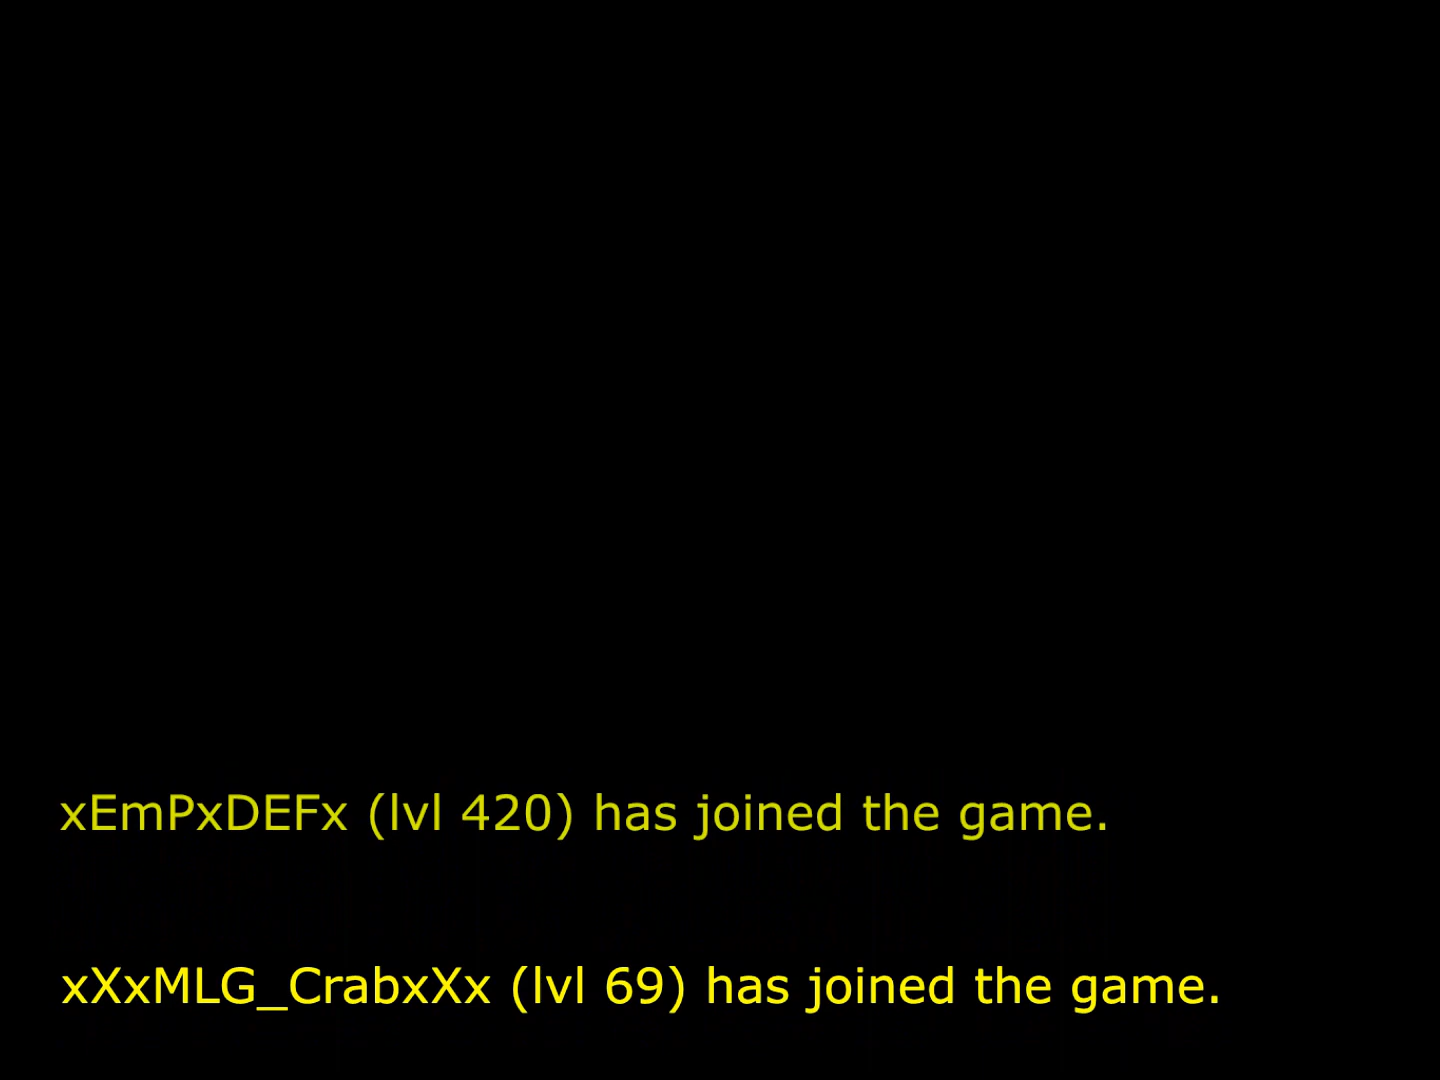 xEmPxDEFx (lvl 420) has joined the game.
xXxMLG_CrabxXx (lvl 69) has joined the game.